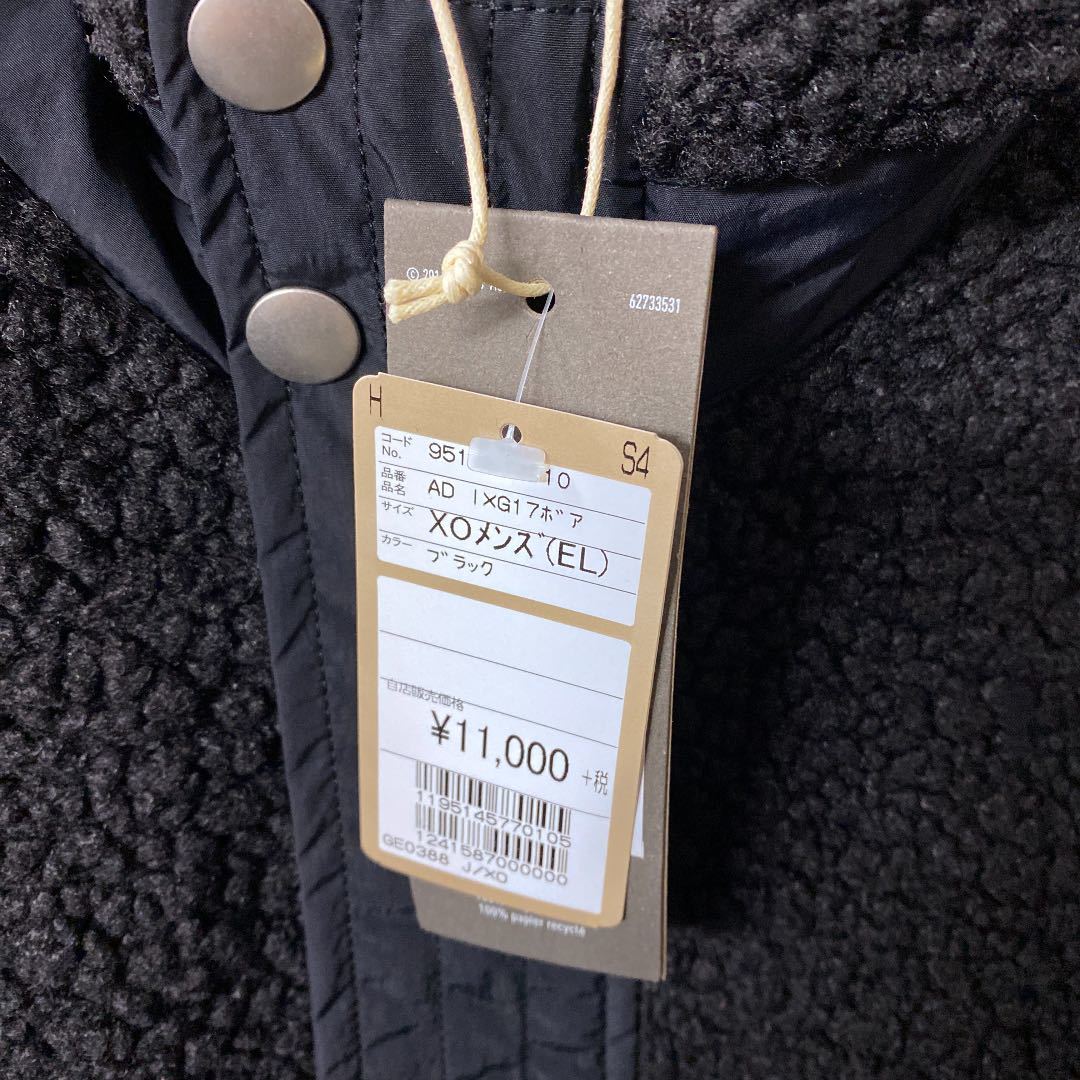 © 201
62733531
H
S4
コード No. 951 10
品番 品名 AD IXG17ボア
サイズ XOメンズ(EL)
カラー ブラック
自店販売価格
¥11,000 +税
1195145770105
1241587000000
GE0388 J/XO
100% papier recyclé